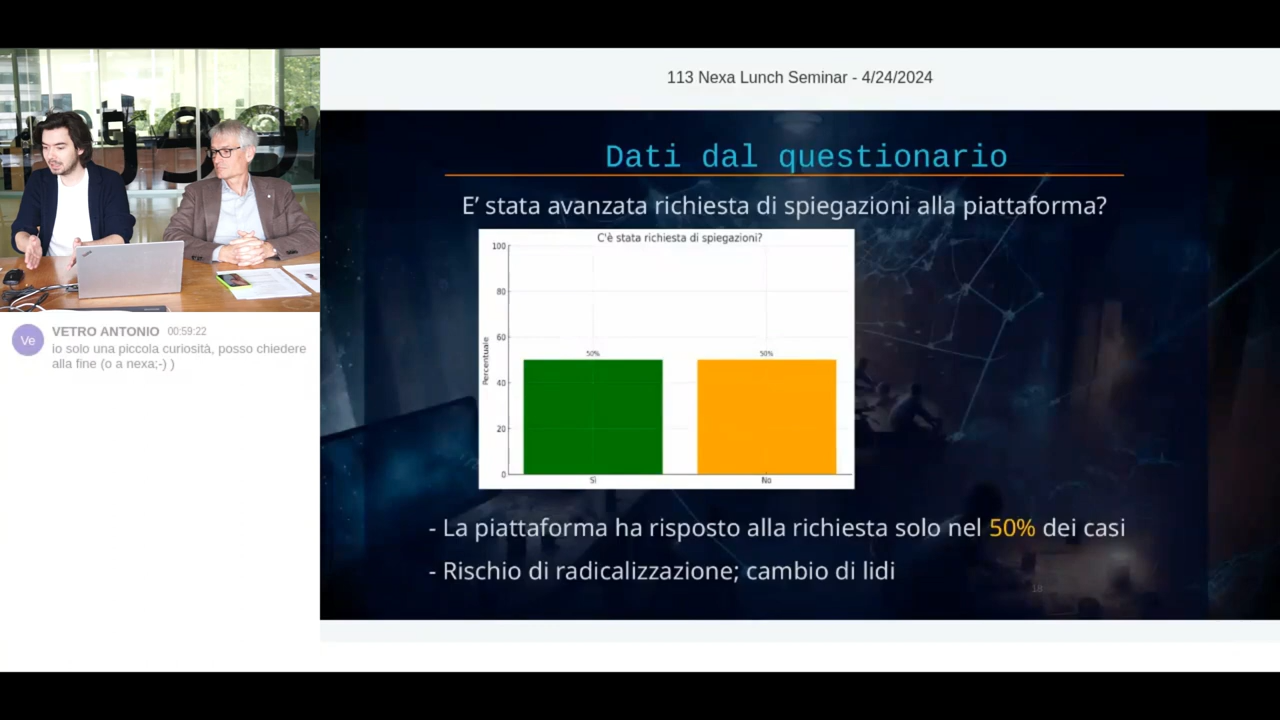 113 Nexa Lunch Seminar - 4/24/2024
Dati dal questionario
E' stata avanzata richiesta di spiegazioni alla piattaforma?
C'è stata richiesta di spiegazioni?
100
80
60
40
20
0
Percentuale
50%
50%
Sì
No
- La piattaforma ha risposto alla richiesta solo nel 50% dei casi
- Rischio di radicalizzazione; cambio di lidi
18
Ve
VETRO ANTONIO 00:59:22
io solo una piccola curiosità, posso chiedere
alla fine (o a nexa;-) )